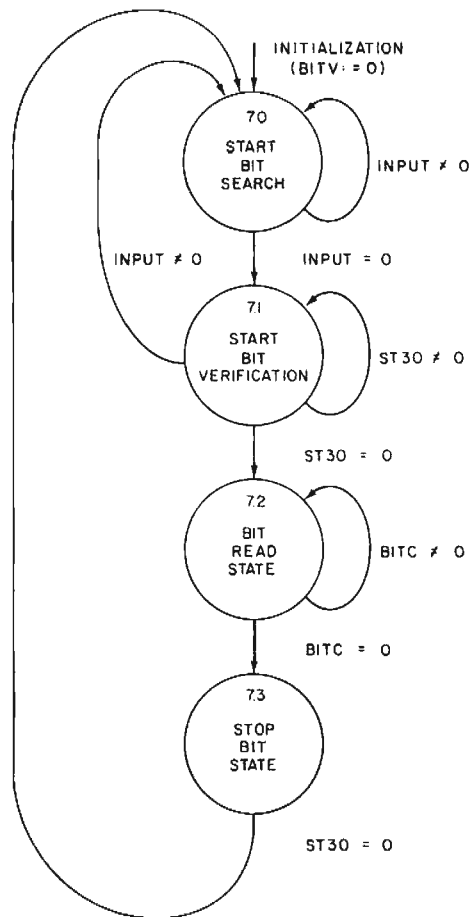 INITIALIZATION
(BITV: = 0)
7.0
START
BIT
SEARCH
INPUT ≠ 0
INPUT ≠ 0
INPUT = 0
7.1
START
BIT
VERIFICATION
ST30 ≠ 0
ST30 = 0
7.2
BIT
READ
STATE
BITC ≠ 0
BITC = 0
7.3
STOP
BIT
STATE
ST30 = 0